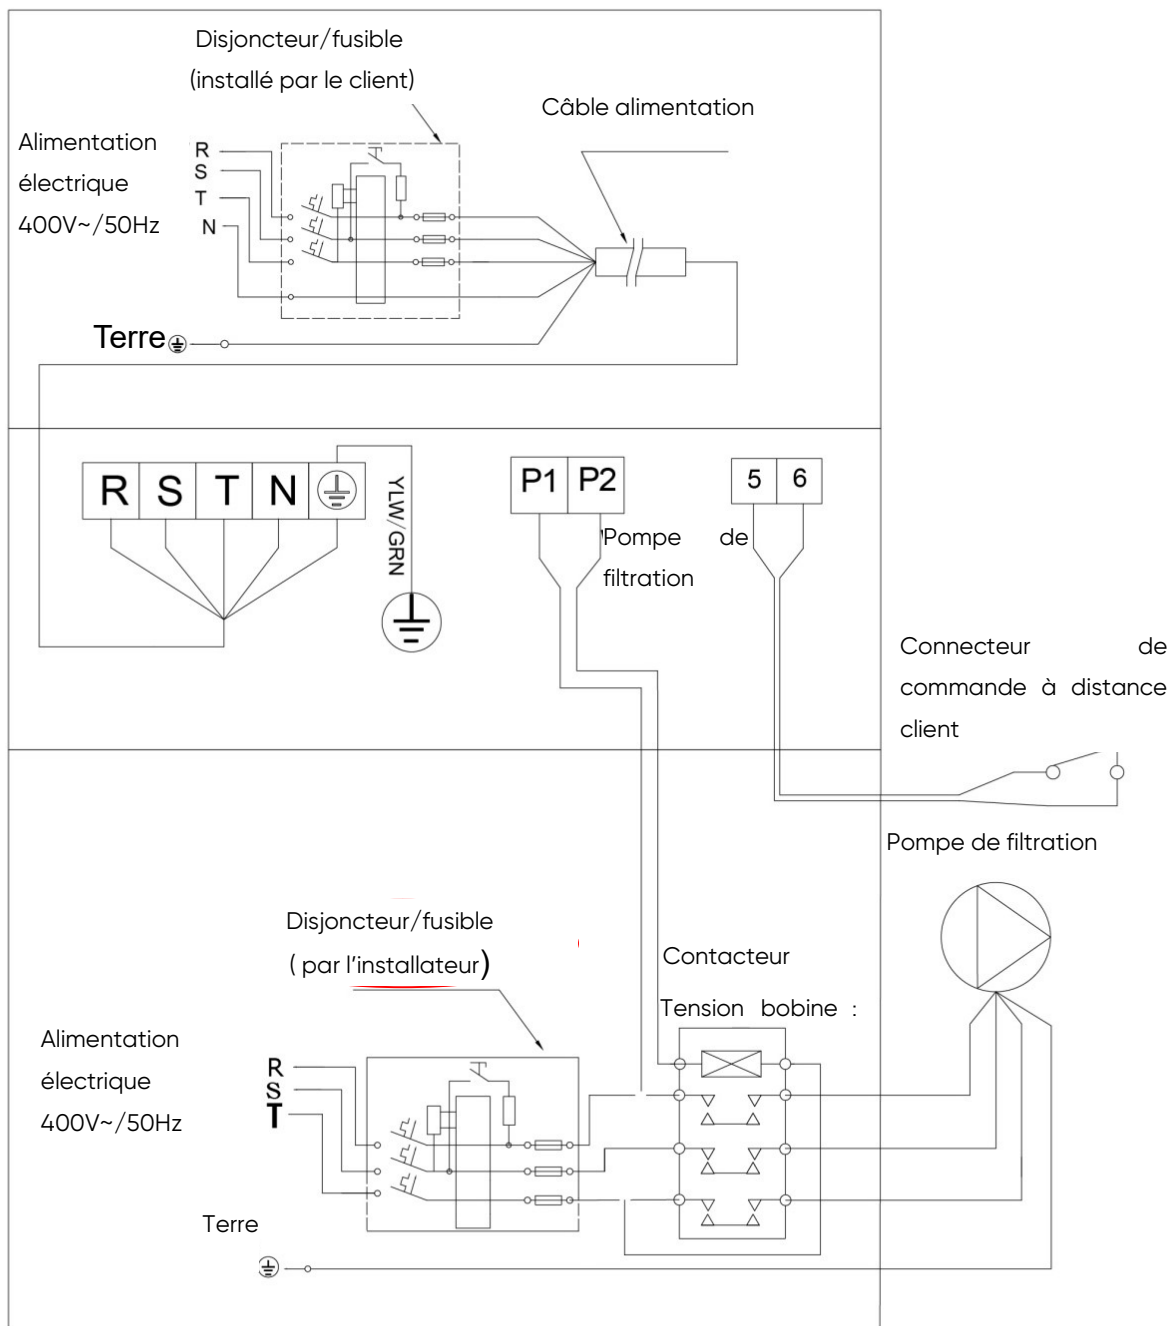 Disjoncteur/fusible
(installé par le client)
Câble alimentation
Alimentation
électrique
400V~/50Hz
R
S
T
N
Terre
R S T N
YLW/GRN
P1 P2
5 6
Pompe de
filtration
Connecteur de
commande à distance
client
Pompe de filtration
Disjoncteur/fusible
( par l'installateur)
Contacteur
Tension bobine :
Alimentation
électrique
400V~/50Hz
R
S
T
Terre